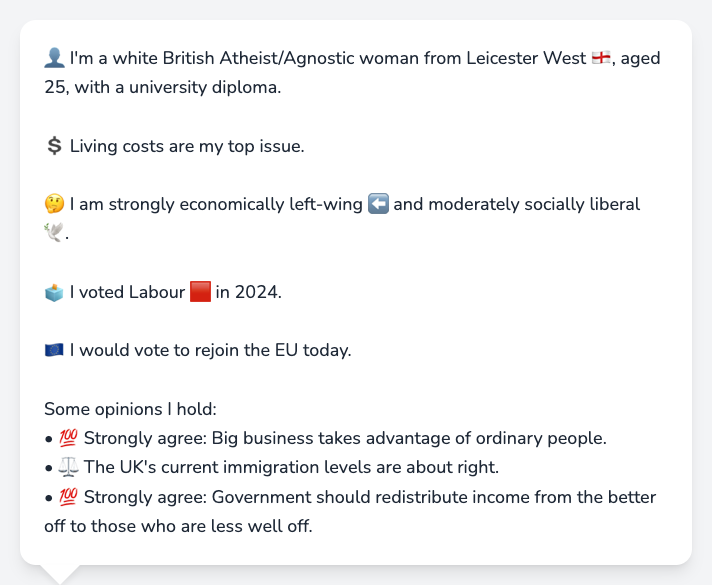 👤 I'm a white British Atheist/Agnostic woman from Leicester West 🏴󠁧󠁢󠁥󠁮󠁧󠁿, aged
25, with a university diploma.
💲 Living costs are my top issue.
🤔 I am strongly economically left-wing ⬅️ and moderately socially liberal
🕊️.
🗳️ I voted Labour 🟥 in 2024.
🇪🇺 I would vote to rejoin the EU today.
Some opinions I hold:
• 💯 Strongly agree: Big business takes advantage of ordinary people.
• ⚖️ The UK's current immigration levels are about right.
• 💯 Strongly agree: Government should redistribute income from the better
off to those who are less well off.